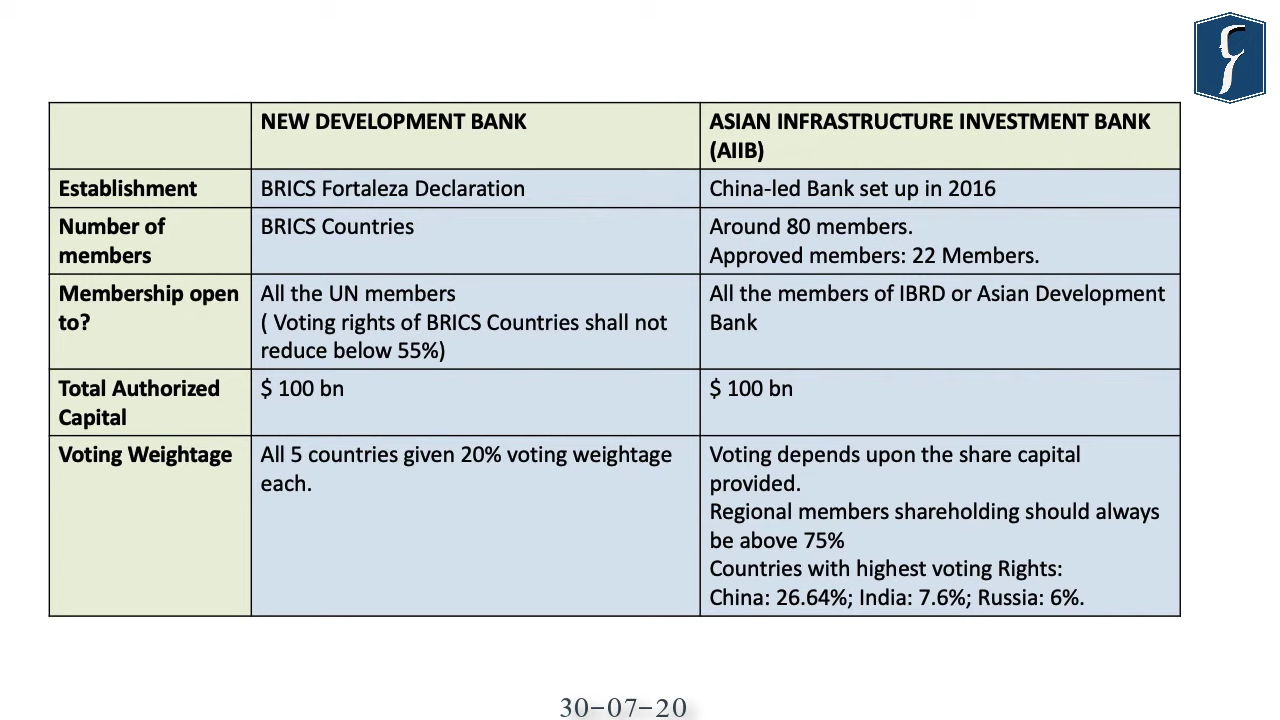 NEW DEVELOPMENT BANK
ASIAN INFRASTRUCTURE INVESTMENT BANK
(AIIB)
Establishment
BRICS Fortaleza Declaration
China-led Bank set up in 2016
Number of
members
BRICS Countries
Around 80 members.
Approved members: 22 Members.
Membership open
to?
All the UN members
( Voting rights of BRICS Countries shall not
reduce below 55%)
All the members of IBRD or Asian Development
Bank
Total Authorized
Capital
$ 100 bn
$ 100 bn
Voting Weightage
All 5 countries given 20% voting weightage
each.
Voting depends upon the share capital
provided.
Regional members shareholding should always
be above 75%
Countries with highest voting Rights:
China: 26.64%; India: 7.6%; Russia: 6%.
30-07-20